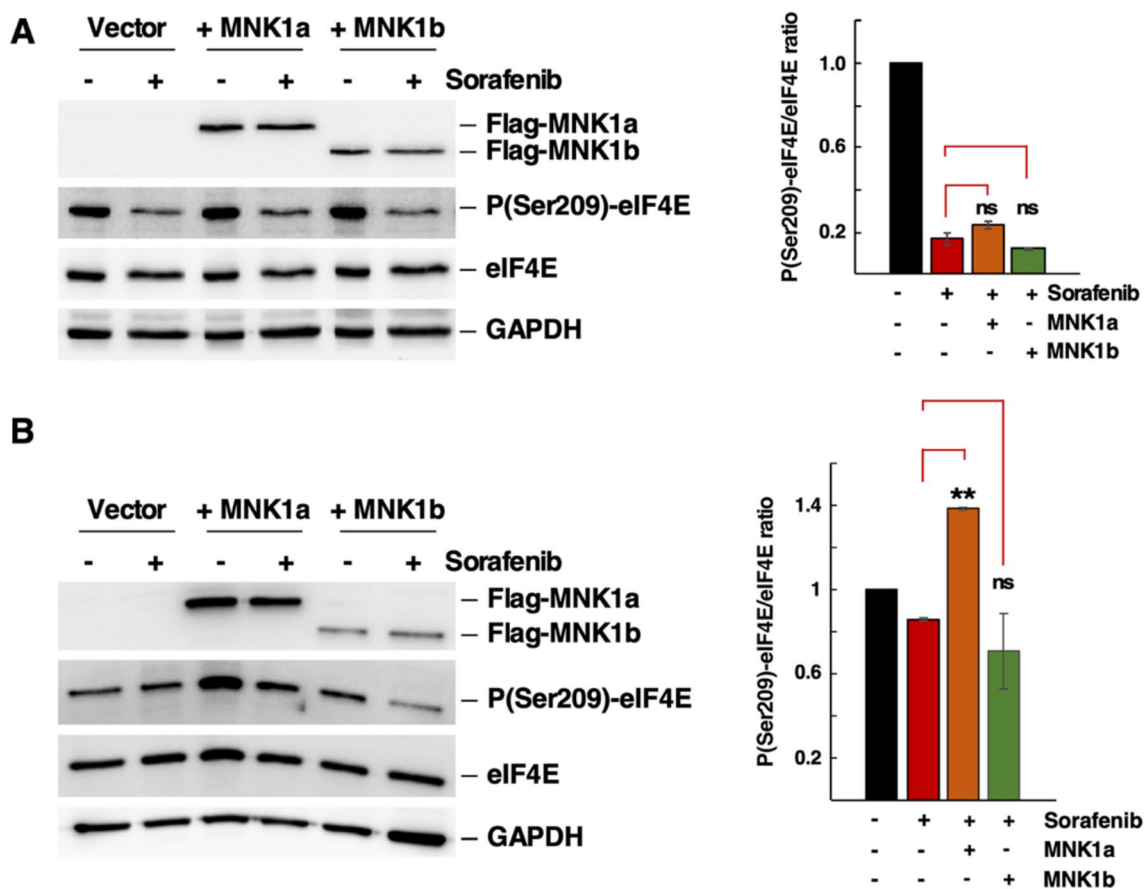 A
Vector + MNK1a + MNK1b
- + - + - + Sorafenib
– Flag-MNK1a
– Flag-MNK1b
– P(Ser209)-eIF4E
– eIF4E
– GAPDH
P(Ser209)-eIF4E/eIF4E ratio
1.0
0.6
0.2
ns ns
- + + + Sorafenib
- - + - MNK1a
- - - + MNK1b
B
Vector + MNK1a + MNK1b
- + - + - + Sorafenib
– Flag-MNK1a
– Flag-MNK1b
– P(Ser209)-eIF4E
– eIF4E
– GAPDH
P(Ser209)-eIF4E/eIF4E ratio
1.4
1
0.6
0.2
**
ns
- + + + Sorafenib
- - + - MNK1a
- - - + MNK1b